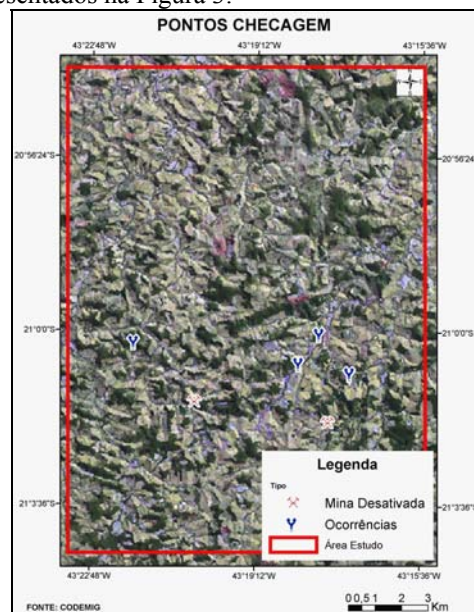 esentados na Figura 3.
PONTOS CHECAGEM
43°22'48"W 43°19'12"W 43°15'36"W
20°56'24"S 20°56'24"S
21°0'0"S 21°0'0"S
21°3'36"S 21°3'36"S
Legenda
Tipo
Mina Desativada
Ocorrências
Área Estudo
43°22'48"W 43°19'12"W 43°15'36"W
FONTE: CODEMIG
0 0,5 1 2 3
Km